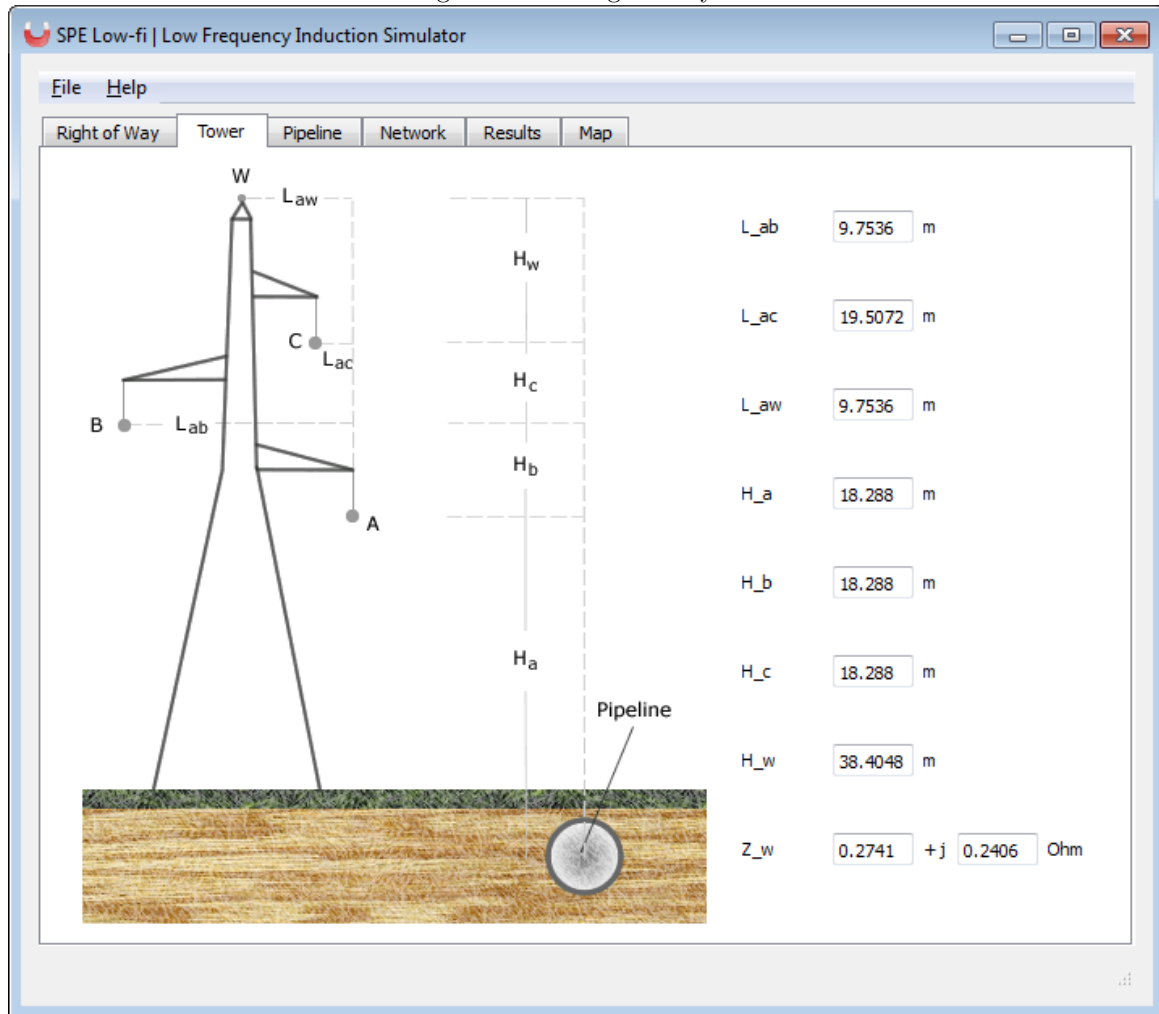 SPE Low-fi | Low Frequency Induction Simulator
File Help
Right of Way Tower Pipeline Network Results Map
W
L_aw
H_w
C
L_ac
H_c
B
L_ab
H_b
A
H_a
Pipeline
L_ab 9.7536 m
L_ac 19.5072 m
L_aw 9.7536 m
H_a 18.288 m
H_b 18.288 m
H_c 18.288 m
H_w 38.4048 m
Z_w 0.2741 +j 0.2406 Ohm